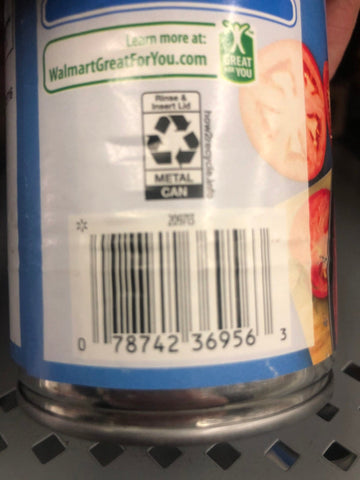 Learn more at:
WalmartGreatForYou.com
GREAT
FOR YOU
Rinse &
Insert Lid
how2recycle.info
METAL
CAN
209713
*
0 78742 36956 3